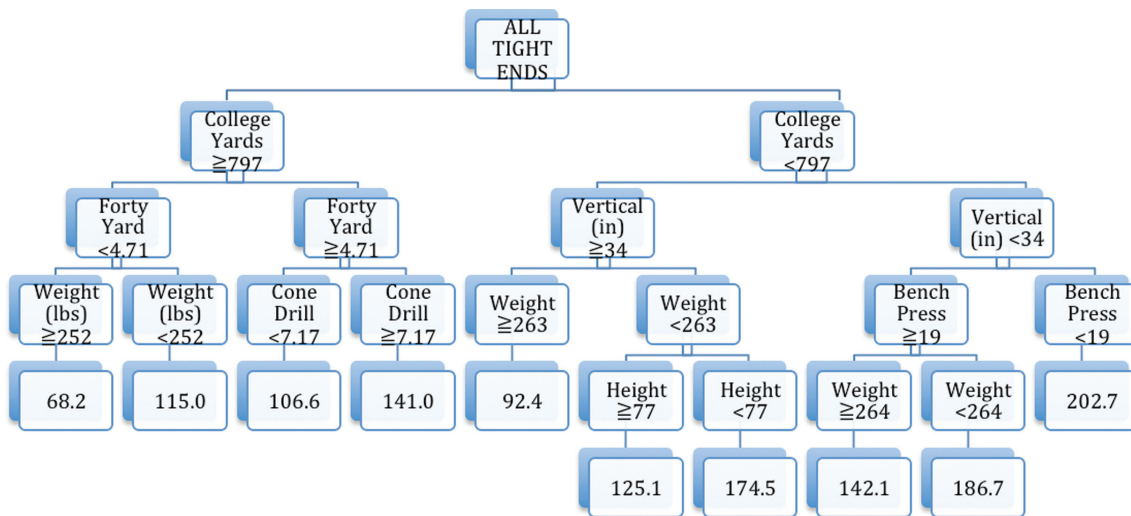 ALL
TIGHT
ENDS
College
Yards
≧797
College
Yards
<797
Forty
Yard
<4.71
Forty
Yard
≧4.71
Vertical
(in)
≧34
Vertical
(in) <34
Weight
(lbs)
≧252
Weight
(lbs)
<252
Cone
Drill
<7.17
Cone
Drill
≧7.17
Weight
≧263
Weight
<263
Bench
Press
≧19
Bench
Press
<19
68.2
115.0
106.6
141.0
92.4
Height
≧77
Height
<77
Weight
≧264
Weight
<264
202.7
125.1
174.5
142.1
186.7